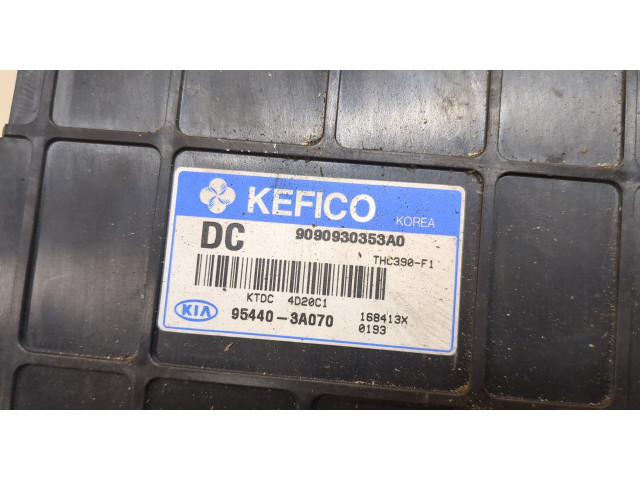 KEFICO KOREA
DC 9090930353A0
THC390-F1
KTDC 4D20C1
KIA 95440-3A070 168413X
0193